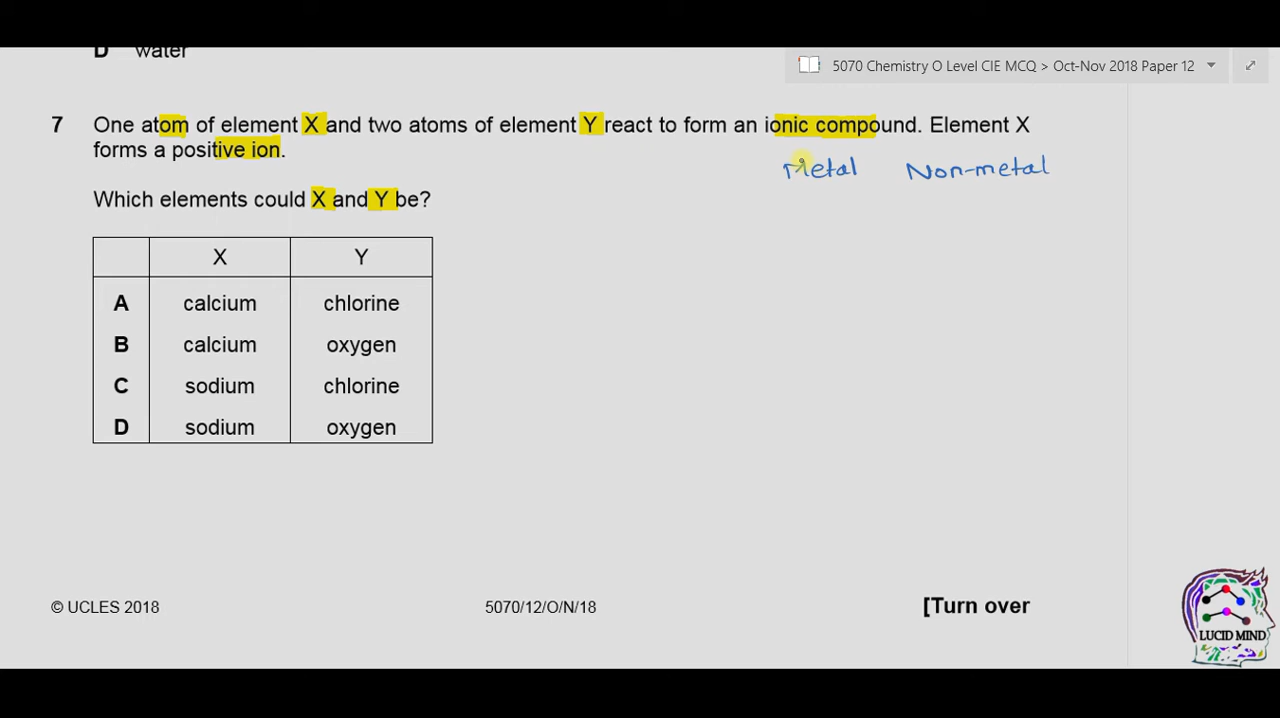 D water
5070 Chemistry O Level CIE MCQ > Oct-Nov 2018 Paper 12
7 One atom of element X and two atoms of element Y react to form an ionic compound. Element X
forms a positive ion.
Metal Non-metal
Which elements could X and Y be?
X Y
A calcium chlorine
B calcium oxygen
C sodium chlorine
D sodium oxygen
© UCLES 2018 5070/12/O/N/18 [Turn over
LUCID MIND